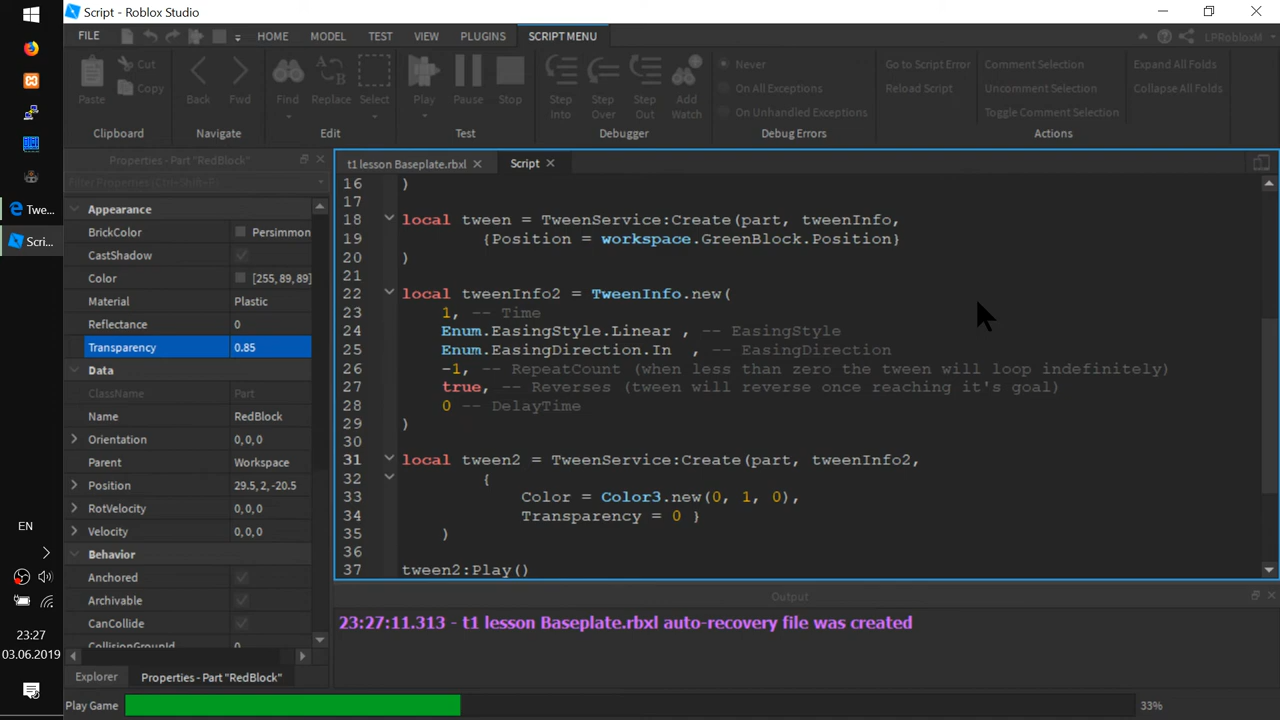 Script - Roblox Studio
FILE HOME MODEL TEST VIEW PLUGINS SCRIPT MENU LPRobloxM
Paste Cut Copy Back Fwd Find Replace Select Play Pause Stop Step Into Step Over Step Out Add Watch
Never
On All Exceptions
On Unhandled Exceptions
Go to Script Error
Reload Script
Comment Selection
Uncomment Selection
Toggle Comment Selection
Expand All Folds
Collapse All Folds
Clipboard Navigate Edit Test Debugger Debug Errors Actions
Properties - Part "RedBlock"
Filter Properties (Ctrl+Shift+P)
Appearance
BrickColor Persimmon
CastShadow
Color [255, 89, 89]
Material Plastic
Reflectance 0
Transparency 0.85
Data
ClassName Part
Name RedBlock
Orientation 0, 0, 0
Parent Workspace
Position 29.5, 2, -20.5
RotVelocity 0, 0, 0
Velocity 0, 0, 0
Behavior
Anchored
Archivable
CanCollide
CollisionGroupId
Explorer Properties - Part "RedBlock"
t1 lesson Baseplate.rbxl Script
16 )
17
18 local tween = TweenService:Create(part, tweenInfo,
19 {Position = workspace.GreenBlock.Position}
20 )
21
22 local tweenInfo2 = TweenInfo.new(
23 1, -- Time
24 Enum.EasingStyle.Linear , -- EasingStyle
25 Enum.EasingDirection.In , -- EasingDirection
26 -1, -- RepeatCount (when less than zero the tween will loop indefinitely)
27 true, -- Reverses (tween will reverse once reaching it's goal)
28 0 -- DelayTime
29 )
30
31 local tween2 = TweenService:Create(part, tweenInfo2,
32 {
33 Color = Color3.new(0, 1, 0),
34 Transparency = 0 }
35 )
36
37 tween2:Play()
Output
23:27:11.313 - t1 lesson Baseplate.rbxl auto-recovery file was created
Play Game 33%
Twe...
Scri...
EN
23:27
03.06.2019